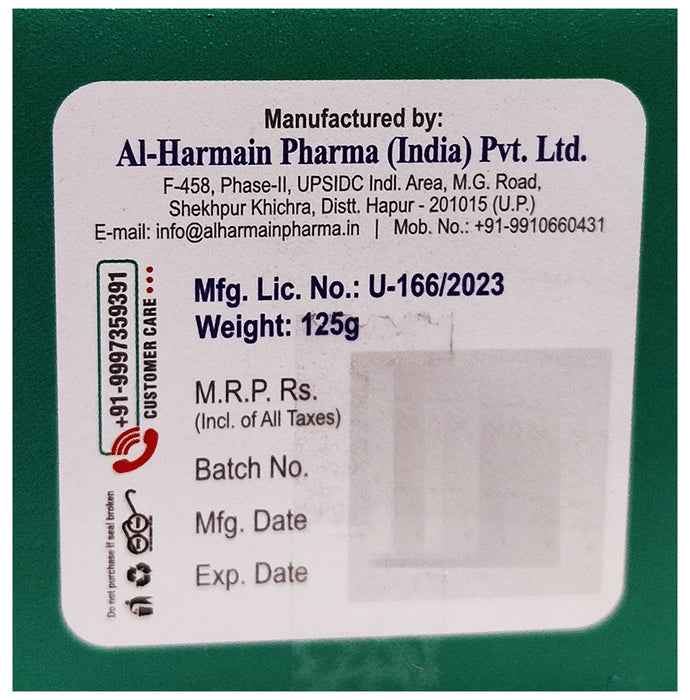 Manufactured by:
Al-Harmain Pharma (India) Pvt. Ltd.
F-458, Phase-II, UPSIDC Indl. Area, M.G. Road,
Shekhpur Khichra, Distt. Hapur - 201015 (U.P.)
E-mail: info@alharmainpharma.in | Mob. No.: +91-9910660431
+91-9997359391
CUSTOMER CARE
Mfg. Lic. No.: U-166/2023
Weight: 125g
M.R.P. Rs.
(Incl. of All Taxes)
Batch No.
Mfg. Date
Exp. Date
Do not purchase if seal broken